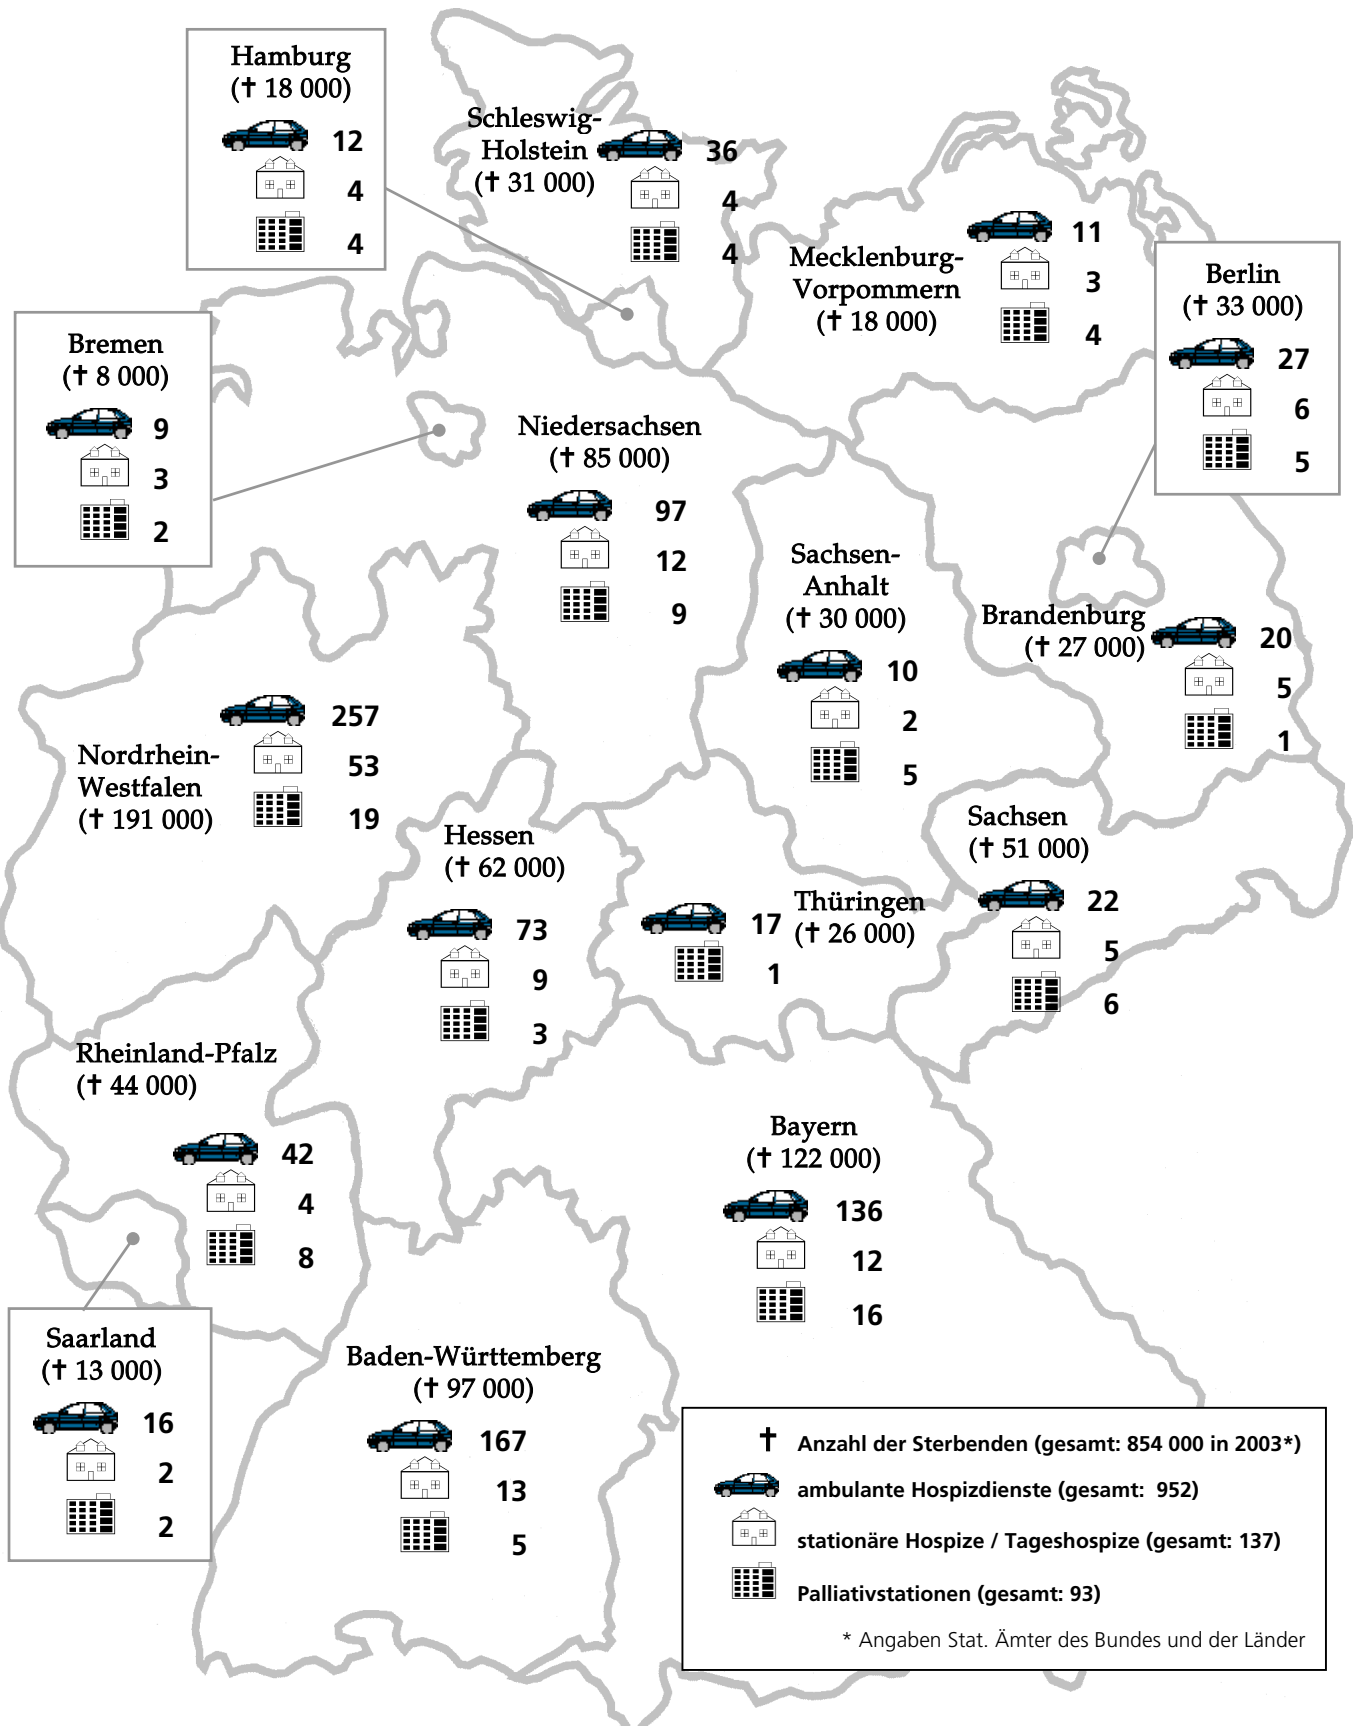 Hamburg
(✝ 18 000)
12
4
4
Schleswig-
Holstein
(✝ 31 000)
36
4
4
Mecklenburg-
Vorpommern
(✝ 18 000)
11
3
4
Berlin
(✝ 33 000)
27
6
5
Bremen
(✝ 8 000)
9
3
2
Niedersachsen
(✝ 85 000)
97
12
9
Sachsen-
Anhalt
(✝ 30 000)
10
2
5
Brandenburg
(✝ 27 000)
20
5
1
Nordrhein-
Westfalen
(✝ 191 000)
257
53
19
Hessen
(✝ 62 000)
73
9
3
Thüringen
(✝ 26 000)
17
1
Sachsen
(✝ 51 000)
22
5
6
Rheinland-Pfalz
(✝ 44 000)
42
4
8
Bayern
(✝ 122 000)
136
12
16
Saarland
(✝ 13 000)
16
2
2
Baden-Württemberg
(✝ 97 000)
167
13
5
✝ Anzahl der Sterbenden (gesamt: 854 000 in 2003*)
ambulante Hospizdienste (gesamt: 952)
stationäre Hospize / Tageshospize (gesamt: 137)
Palliativstationen (gesamt: 93)
* Angaben Stat. Ämter des Bundes und der Länder